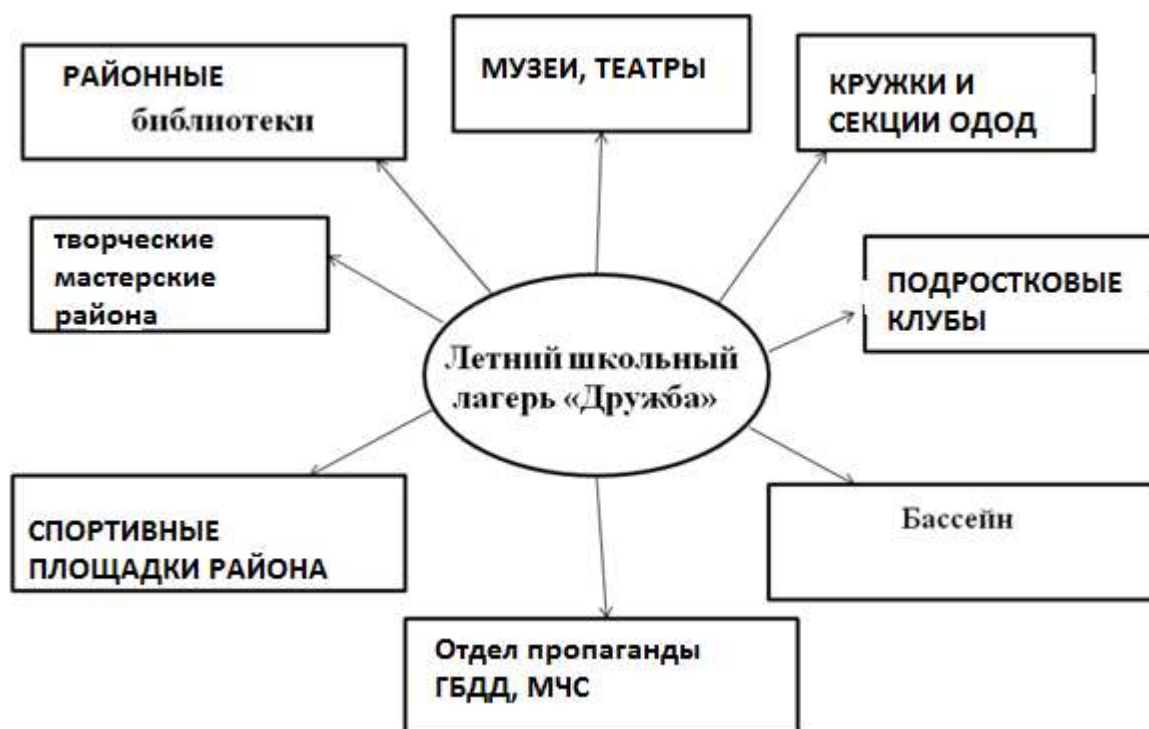 РАЙОННЫЕ
библиотеки
МУЗЕИ, ТЕАТРЫ
КРУЖКИ И
СЕКЦИИ ОДОД
творческие
мастерские
района
ПОДРОСТКОВЫЕ
КЛУБЫ
Летний школьный
лагерь «Дружба»
СПОРТИВНЫЕ
ПЛОЩАДКИ РАЙОНА
Бассейн
Отдел пропаганды
ГБДД, МЧС